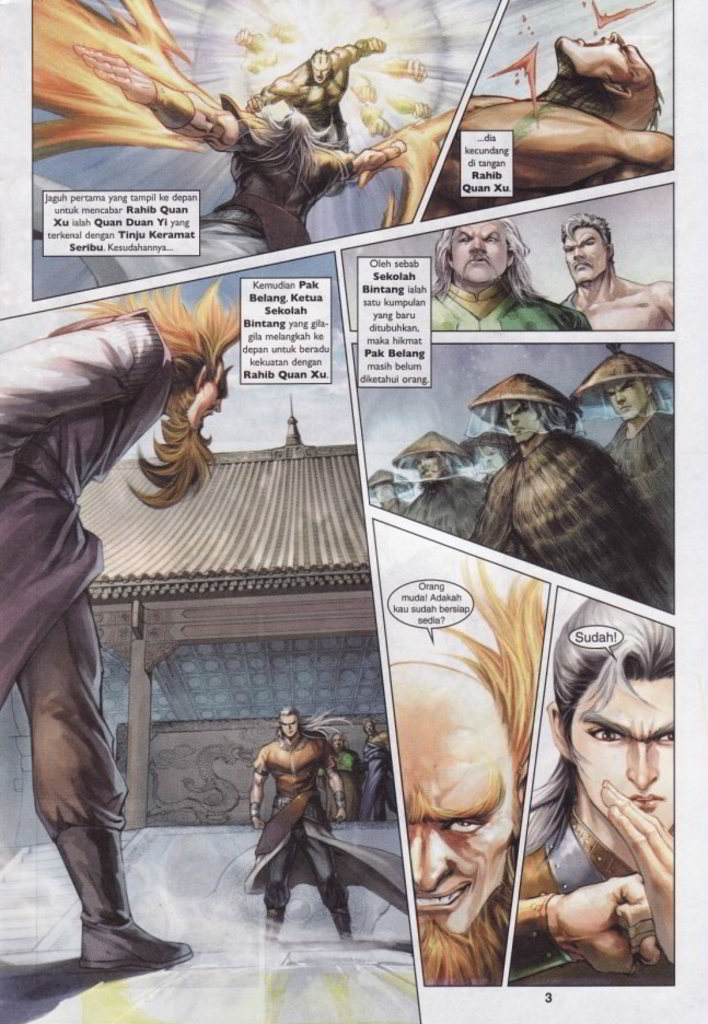 Jaguh pertama yang tampil ke depan
untuk mencabar Rahib Quan
Xu ialah Quan Duan Yi yang
terkenal dengan Tinju Keramat
Seribu. Kesudahannya...
...dia
kecundang
di tangan
Rahib
Quan Xu.
Kemudian Pak
Belang, Ketua
Sekolah
Bintang yang gila-
gila melangkah ke
depan untuk beradu
kekuatan dengan
Rahib Quan Xu.
Oleh sebab
Sekolah
Bintang ialah
satu kumpulan
yang baru
ditubuhkan,
maka hikmat
Pak Belang
masih belum
diketahui orang.
Orang
muda! Adakah
kau sudah bersiap
sedia?
Sudah!
3